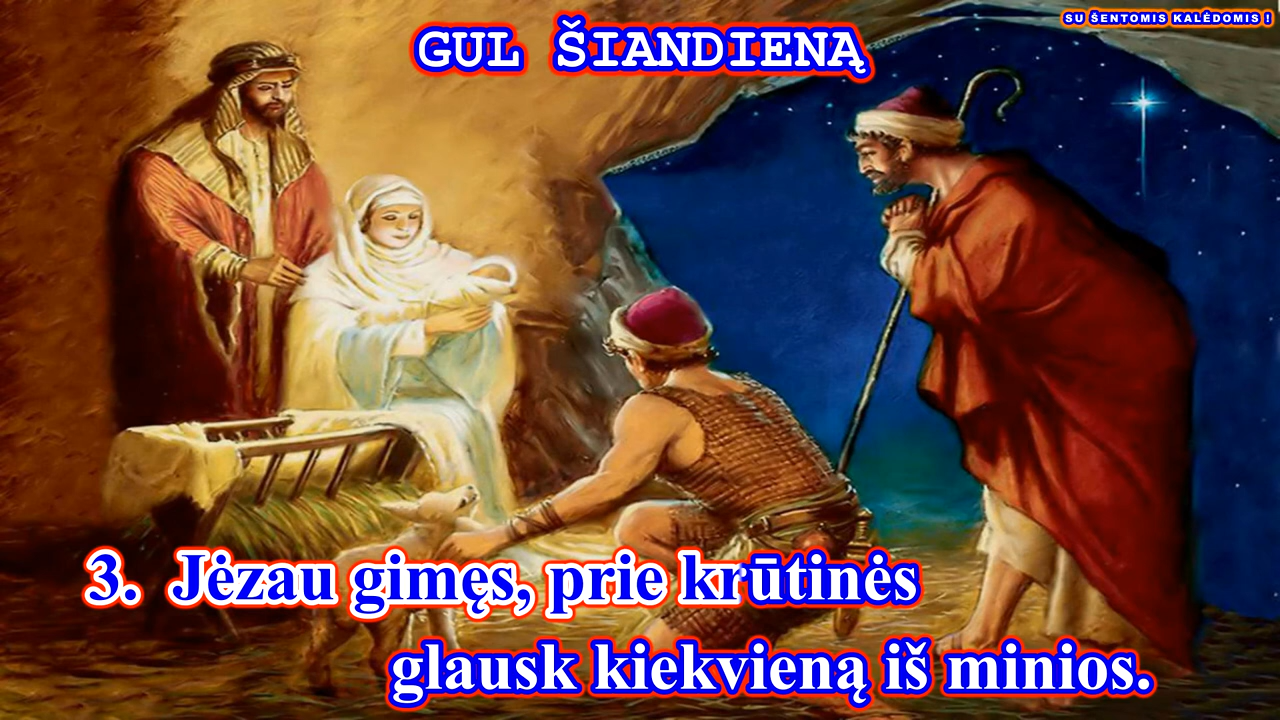 SU ŠENTOMIS KALĖDOMIS !
GUL ŠIANDIENĄ
3. Jėzau gimęs, prie krūtinės
glausk kiekvieną iš minios.